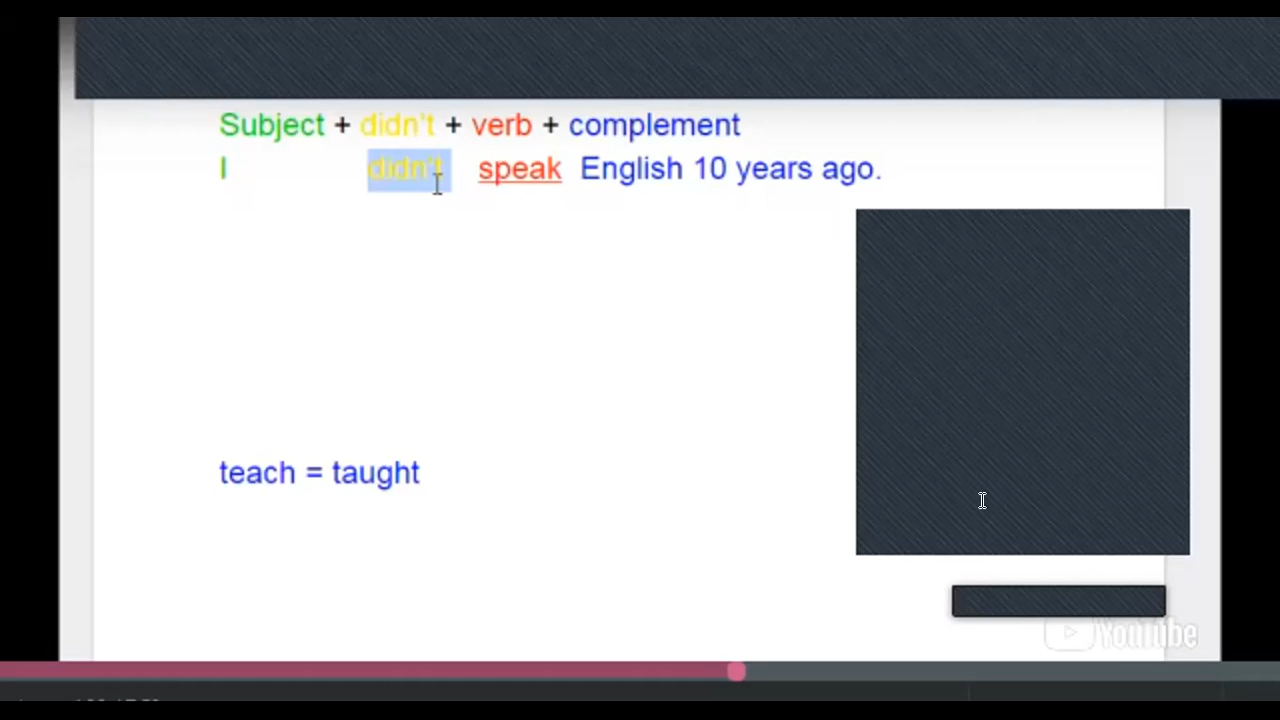 Subject + didn't + verb + complement
I didn't speak English 10 years ago.
teach = taught
YouTube